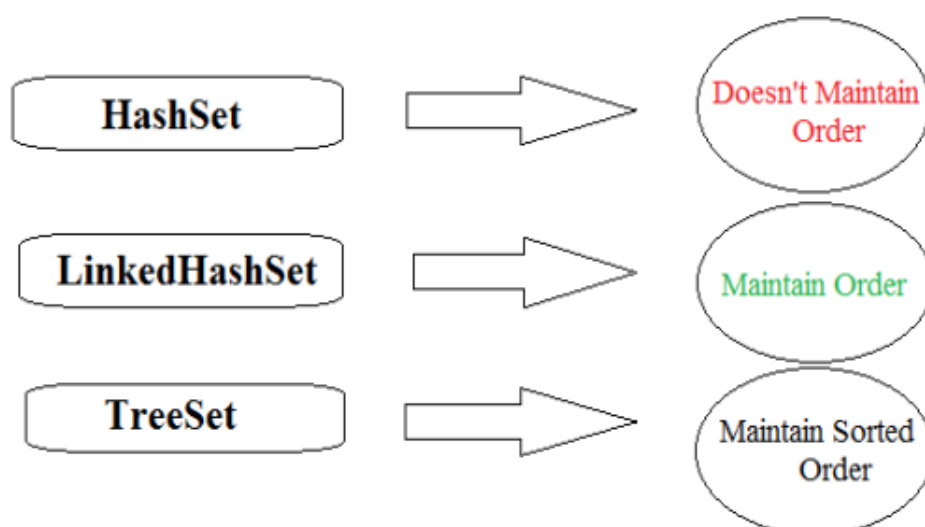 HashSet
Doesn't Maintain
Order
LinkedHashSet
Maintain Order
TreeSet
Maintain Sorted
Order